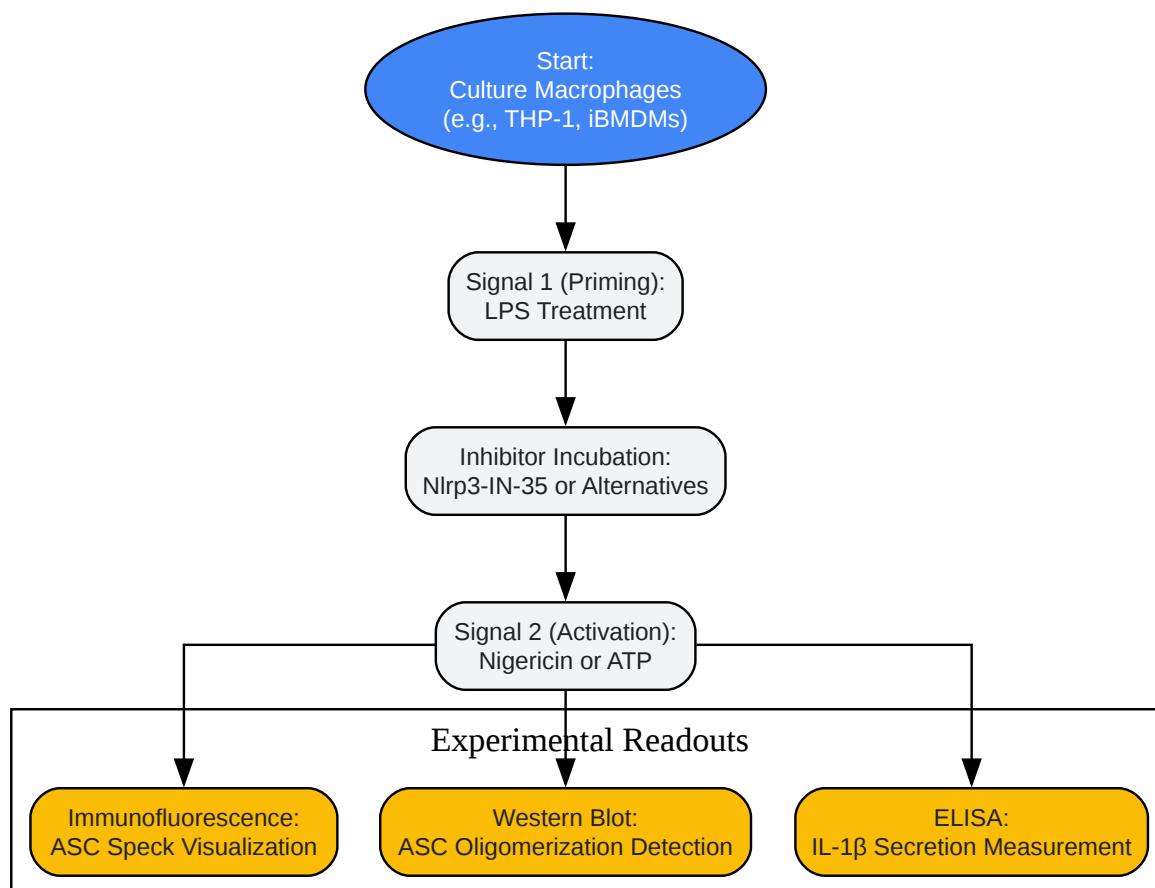 Start:
Culture Macrophages
(e.g., THP-1, iBMDMs)
Signal 1 (Priming):
LPS Treatment
Inhibitor Incubation:
Nlrp3-IN-35 or Alternatives
Signal 2 (Activation):
Nigericin or ATP
Experimental Readouts
Immunofluorescence:
ASC Speck Visualization
Western Blot:
ASC Oligomerization Detection
ELISA:
IL-1β Secretion Measurement